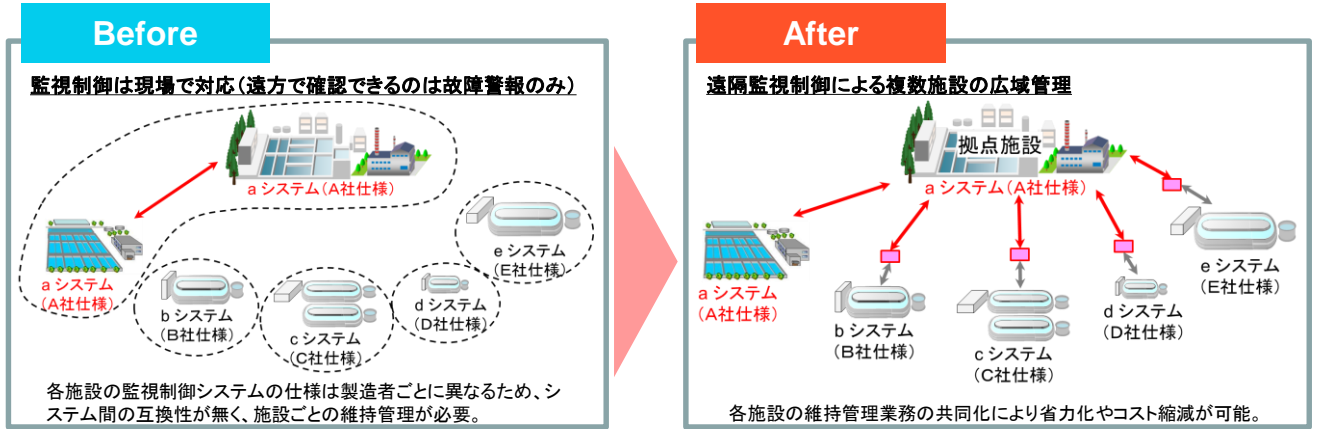 Before
監視制御は現場で対応（遠方で確認できるのは故障警報のみ）
a システム（A社仕様）
a システム
（A社仕様）
b システム
（B社仕様）
c システム
（C社仕様）
d システム
（D社仕様）
e システム
（E社仕様）
各施設の監視制御システムの仕様は製造者ごとに異なるため、シ
ステム間の互換性が無く、施設ごとの維持管理が必要。
After
遠隔監視制御による複数施設の広域管理
拠点施設
a システム（A社仕様）
a システム
（A社仕様）
b システム
（B社仕様）
c システム
（C社仕様）
d システム
（D社仕様）
e システム
（E社仕様）
各施設の維持管理業務の共同化により省力化やコスト縮減が可能。